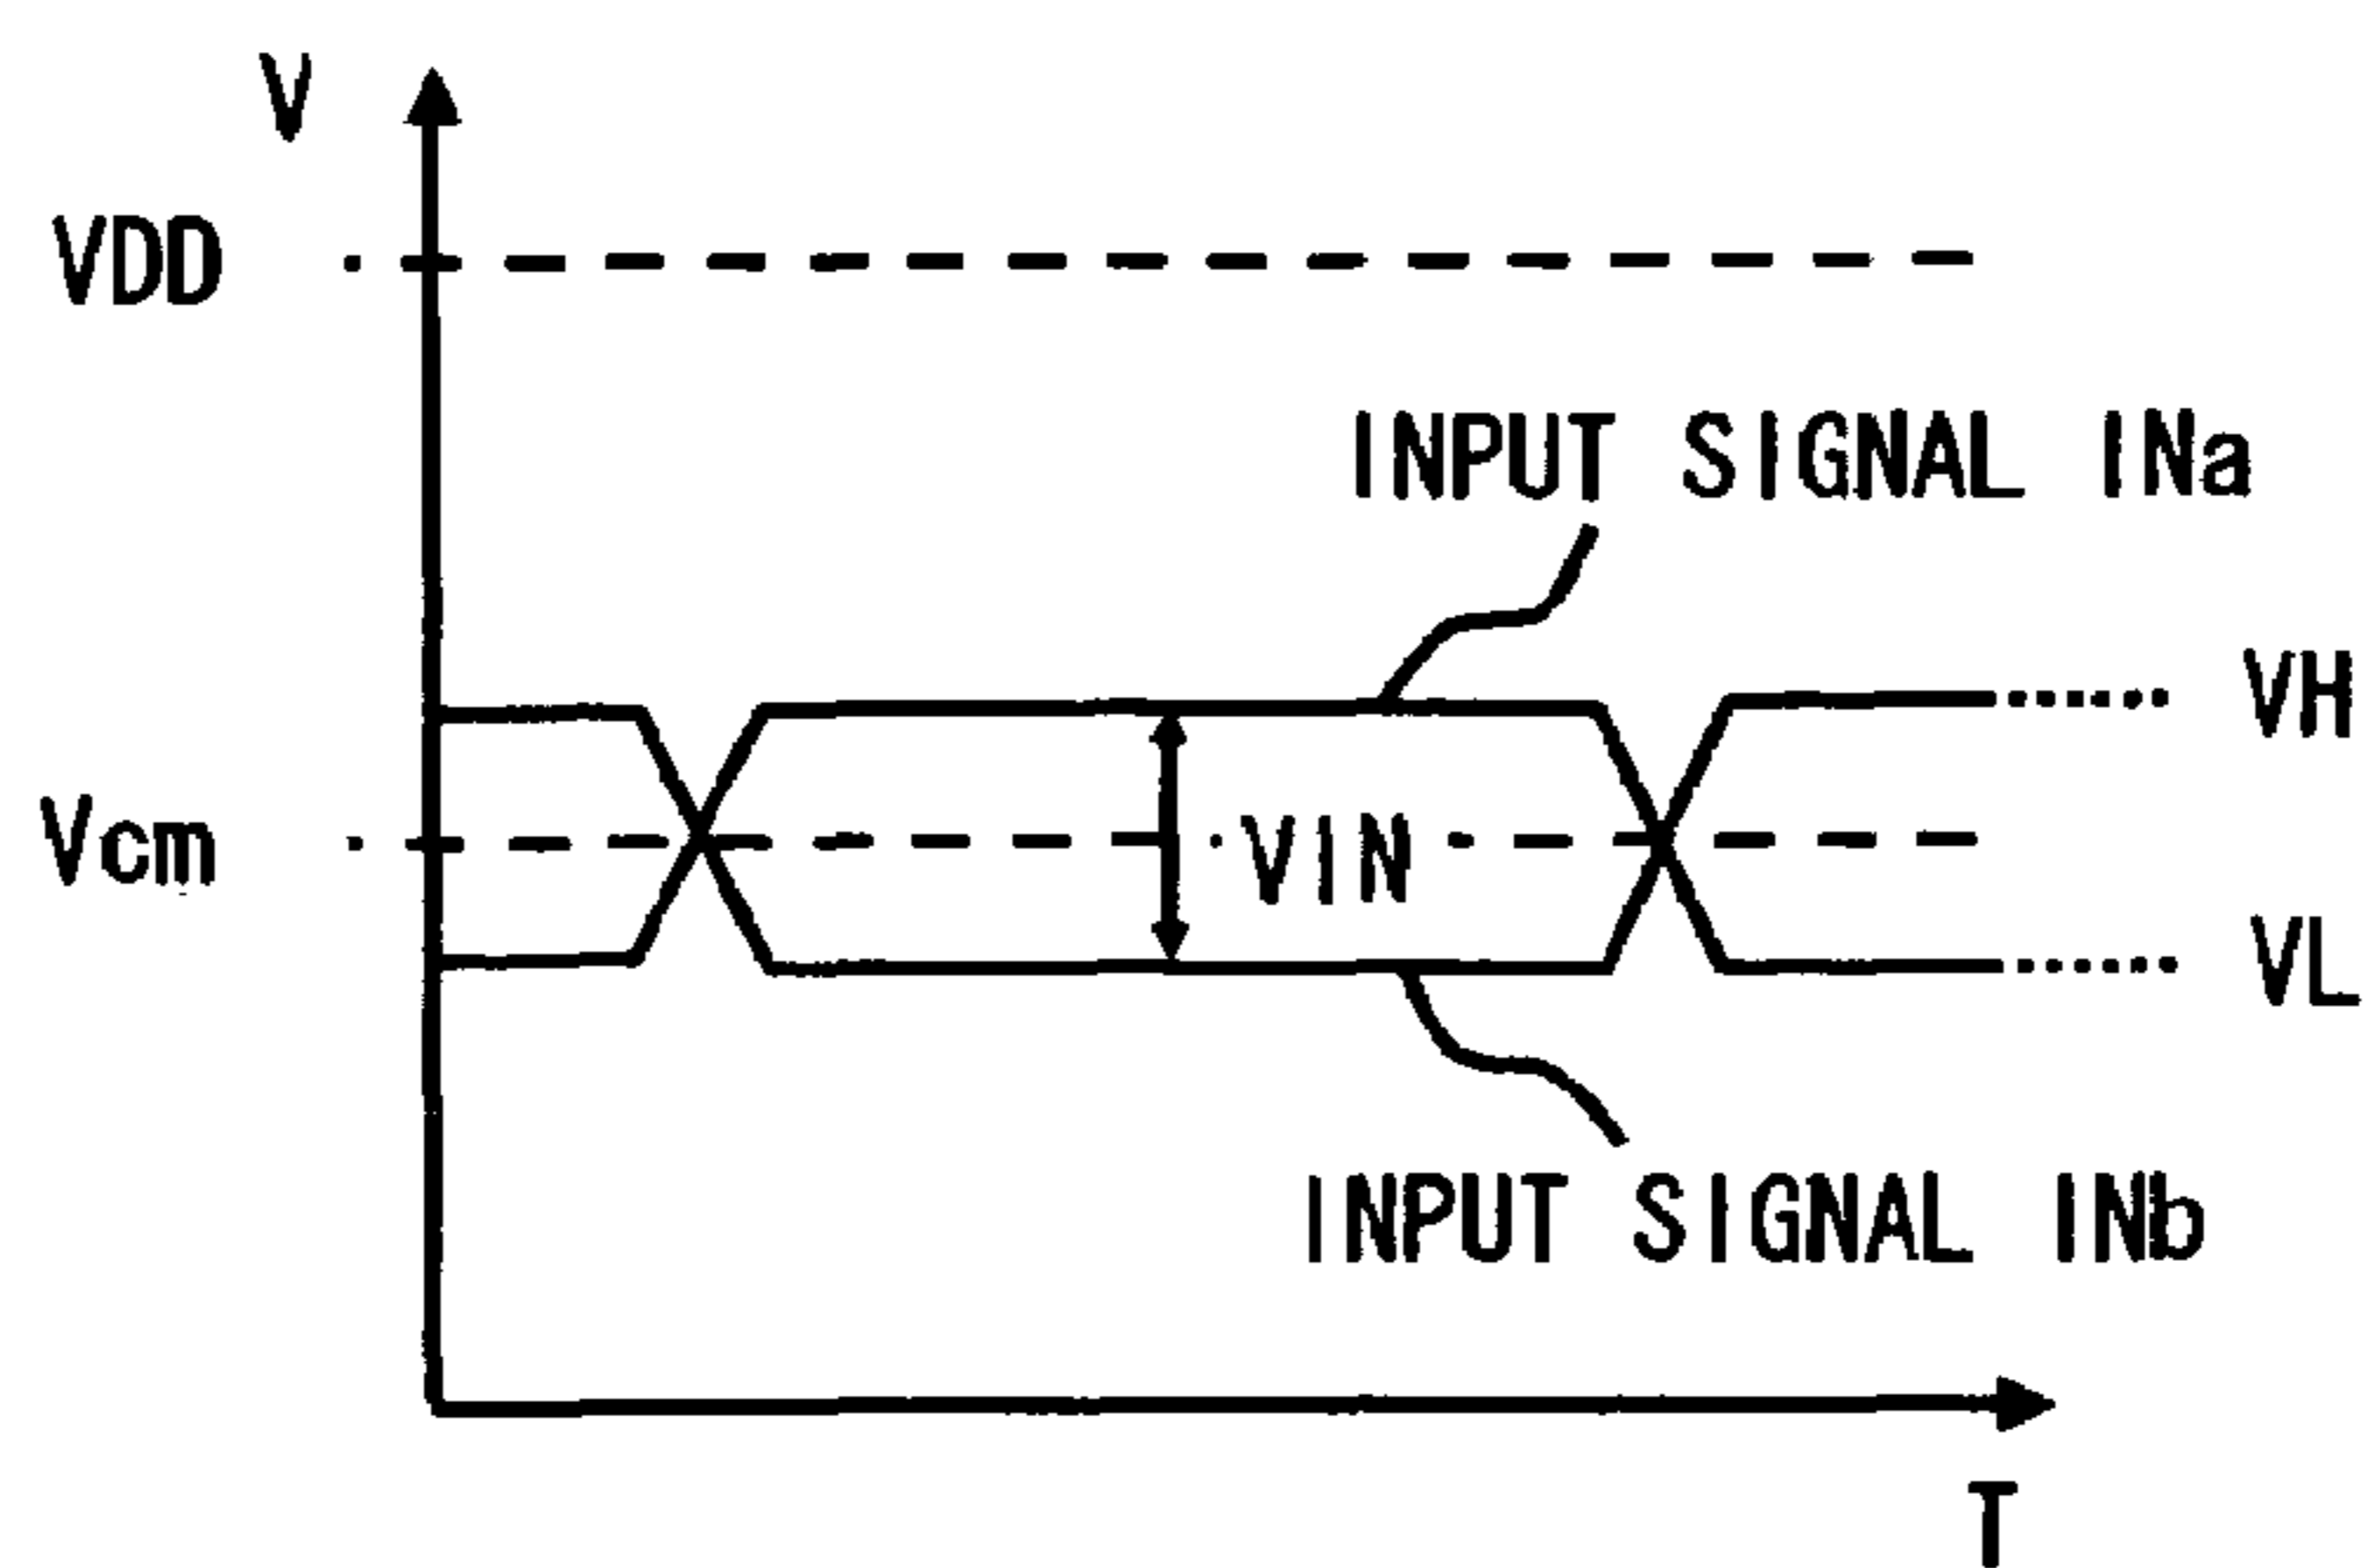 V
VDD
INPUT SIGNAL INa
VH
Vcm
VIN
VL
INPUT SIGNAL INb
T